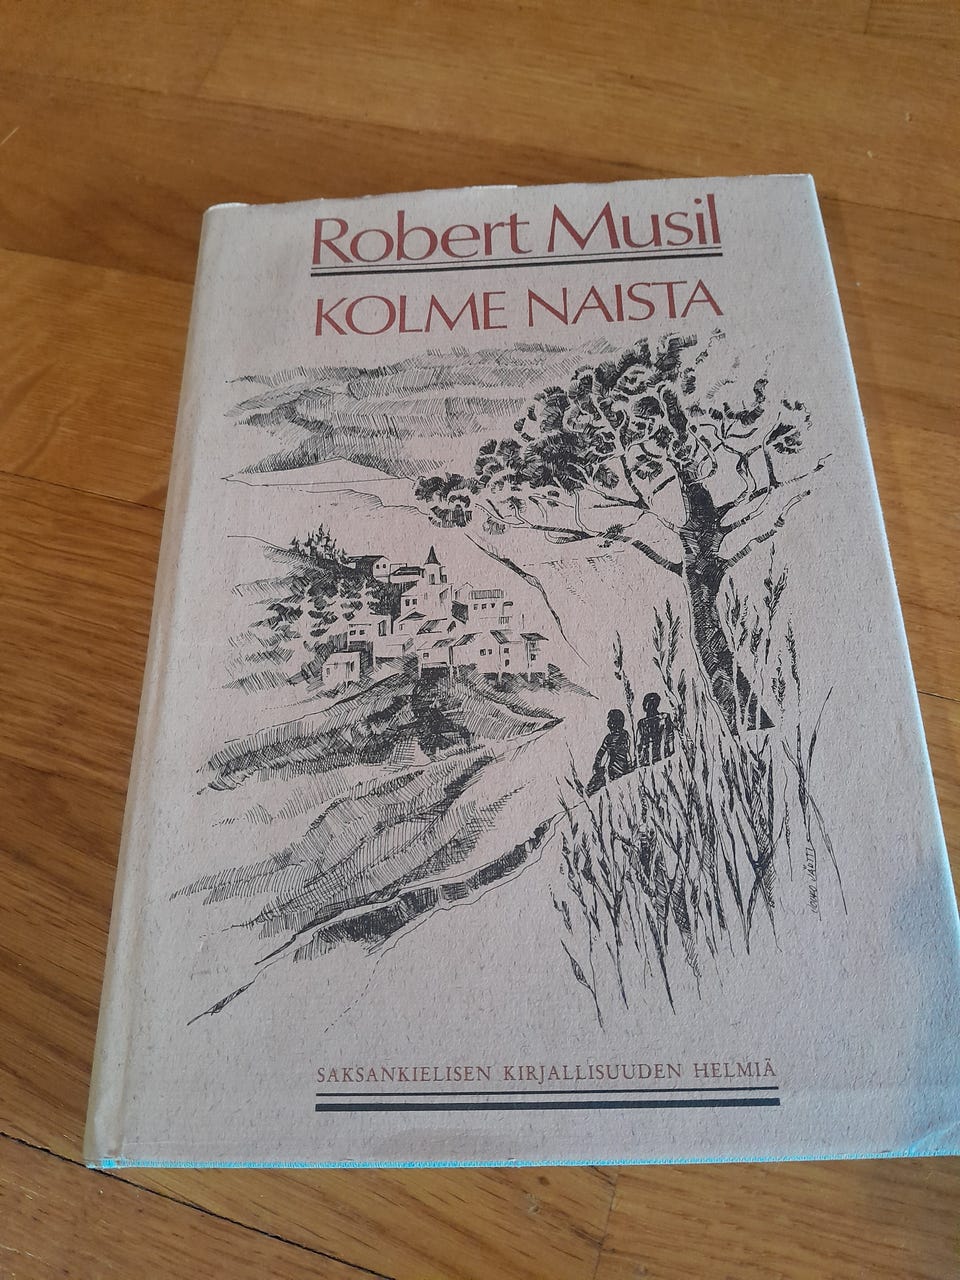 Robert Musil
KOLME NAISTA
SAKSANKIELISEN KIRJALLISUUDEN HELMIÄ